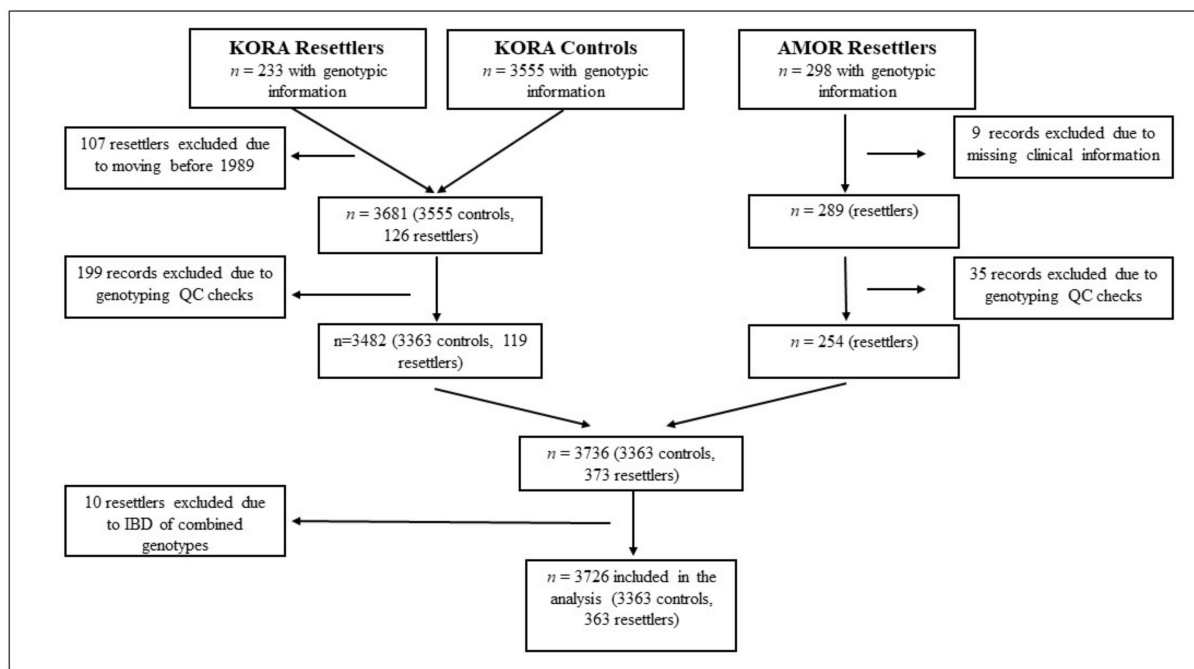 KORA Resettlers
n = 233 with genotypic
information
KORA Controls
n = 3555 with genotypic
information
AMOR Resettlers
n = 298 with genotypic
information
107 resettlers excluded due
to moving before 1989
9 records excluded due to
missing clinical information
n = 3681 (3555 controls,
126 resettlers)
n = 289 (resettlers)
199 records excluded due to
genotyping QC checks
35 records excluded due to
genotyping QC checks
n=3482 (3363 controls, 119
resettlers)
n = 254 (resettlers)
n = 3736 (3363 controls,
373 resettlers)
10 resettlers excluded due
to IBD of combined
genotypes
n = 3726 included in the
analysis (3363 controls,
363 resettlers)